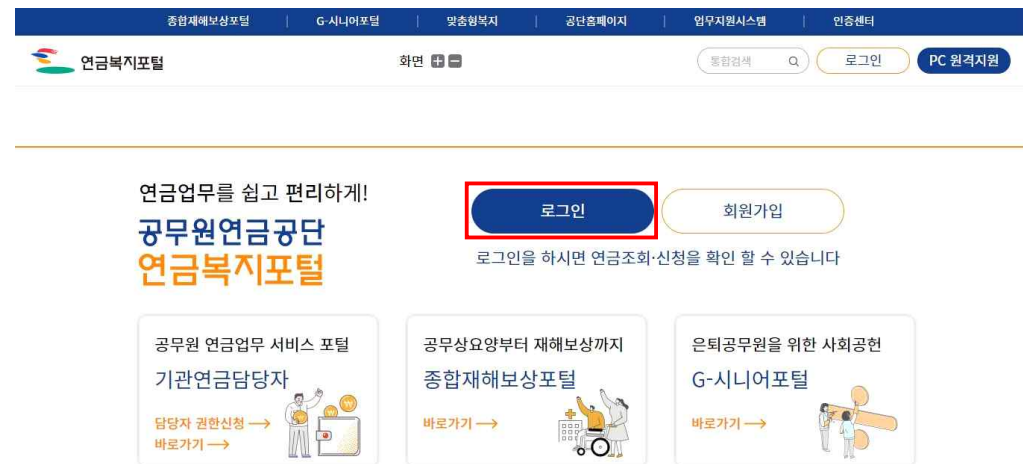 종합재해보상포털 | G-시니어포털 | 맞춤형복지 | 공단홈페이지 | 업무지원시스템 | 인증센터
연금복지포털 화면 + - 통합검색 로그인 PC 원격지원
연금업무를 쉽고 편리하게!
공무원연금공단
연금복지포털
로그인 회원가입
로그인을 하시면 연금조회·신청을 확인 할 수 있습니다
공무원 연금업무 서비스 포털
기관연금담당자
담당자 권한신청 →
바로가기 →
공무상요양부터 재해보상까지
종합재해보상포털
바로가기 →
은퇴공무원을 위한 사회공헌
G-시니어포털
바로가기 →